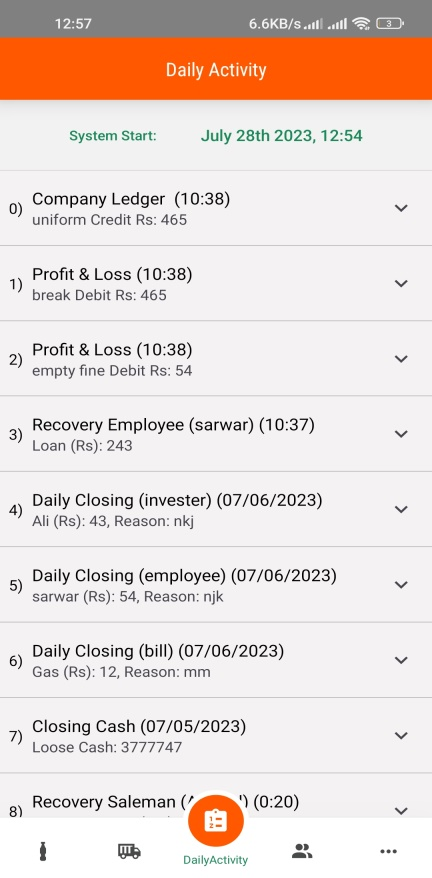 12:57
6.6KB/s
3
Daily Activity
System Start:
July 28th 2023, 12:54
0)
Company Ledger (10:38)
uniform Credit Rs: 465
1)
Profit & Loss (10:38)
break Debit Rs: 465
2)
Profit & Loss (10:38)
empty fine Debit Rs: 54
3)
Recovery Employee (sarwar) (10:37)
Loan (Rs): 243
4)
Daily Closing (invester) (07/06/2023)
Ali (Rs): 43, Reason: nkj
5)
Daily Closing (employee) (07/06/2023)
sarwar (Rs): 54, Reason: njk
6)
Daily Closing (bill) (07/06/2023)
Gas (Rs): 12, Reason: mm
7)
Closing Cash (07/05/2023)
Loose Cash: 3777747
8)
Recovery Saleman (0:20)
DailyActivity